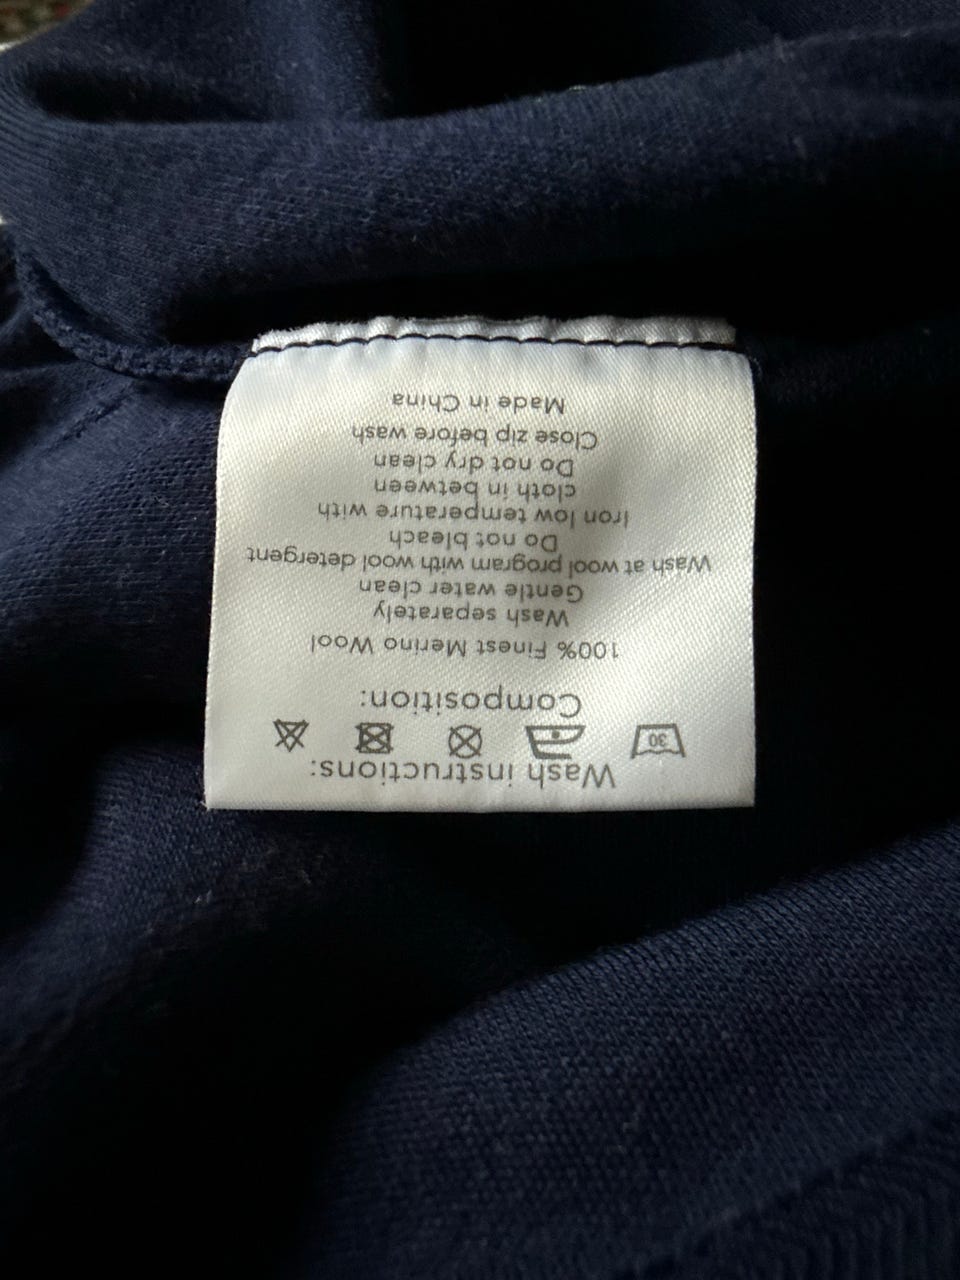 Wash instructions:
30
Composition:
100% Finest Merino Wool
Wash separately
Gentle water clean
Wash at wool program with wool detergent
Do not bleach
Iron low temperature with
cloth in between
Do not dry clean
Close zip before wash
Made in China